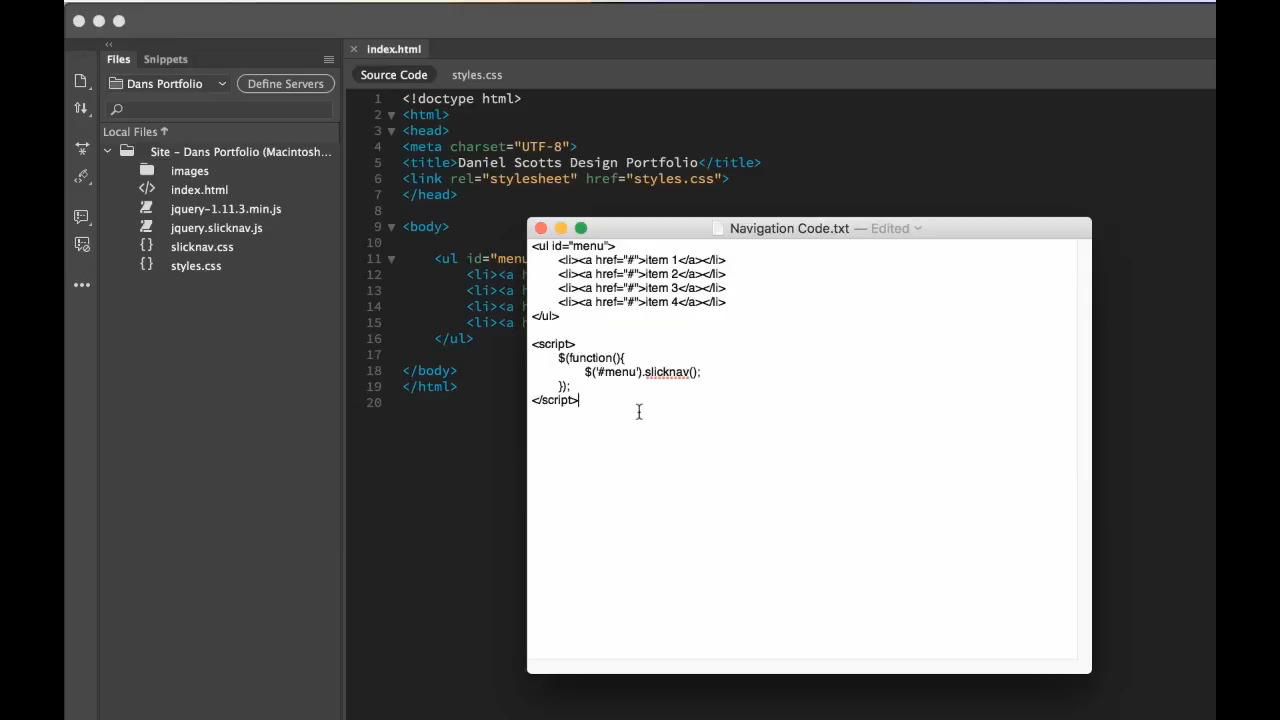 index.html
Files Snippets
Dans Portfolio Define Servers
Source Code styles.css
Local Files
Site - Dans Portfolio (Macintosh...
images
index.html
jquery-1.11.3.min.js
jquery.slicknav.js
slicknav.css
styles.css
1 <!doctype html>
2 <html>
3 <head>
4 <meta charset="UTF-8">
5 <title>Daniel Scotts Design Portfolio</title>
6 <link rel="stylesheet" href="styles.css">
7 </head>
8
9 <body>
10
11 <ul id="menu
12 <li><a h
13 <li><a h
14 <li><a h
15 <li><a h
16 </ul>
17
18 </body>
19 </html>
20
Navigation Code.txt — Edited
<ul id="menu">
<li><a href="#">item 1</a></li>
<li><a href="#">item 2</a></li>
<li><a href="#">item 3</a></li>
<li><a href="#">item 4</a></li>
</ul>
<script>
$(function(){
$('#menu').slicknav();
});
</script>